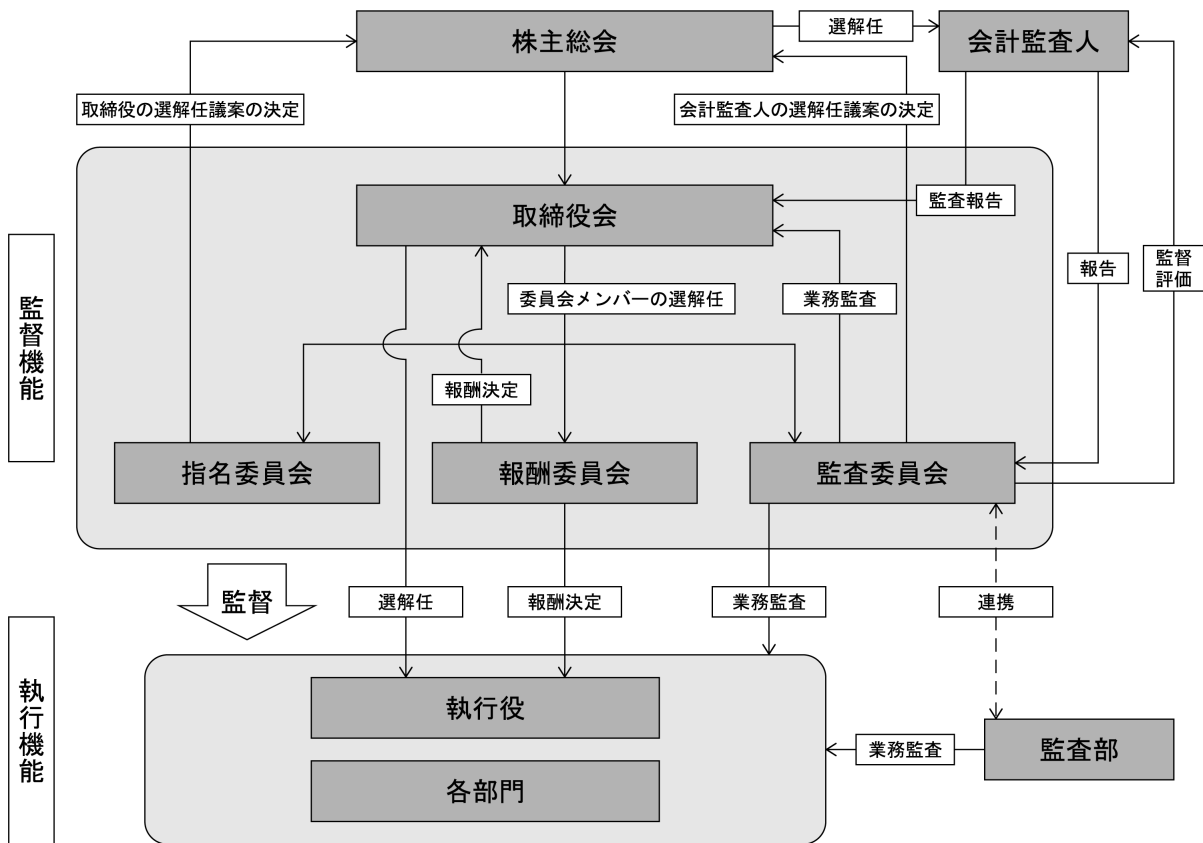 株主総会
選解任
会計監査人
取締役の選解任議案の決定
会計監査人の選解任議案の決定
取締役会
監査報告
監督機能
委員会メンバーの選解任
業務監査
報告
監督
評価
報酬決定
指名委員会
報酬委員会
監査委員会
監督
選解任
報酬決定
業務監査
連携
執行機能
執行役
業務監査
監査部
各部門